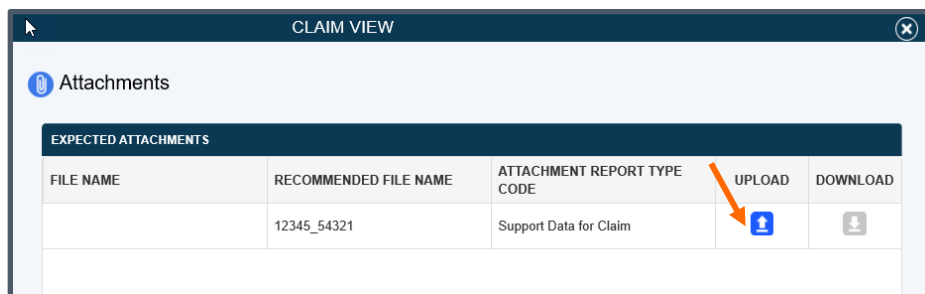 CLAIM VIEW
Attachments
EXPECTED ATTACHMENTS
FILE NAME RECOMMENDED FILE NAME ATTACHMENT REPORT TYPE CODE UPLOAD DOWNLOAD
12345_54321 Support Data for Claim